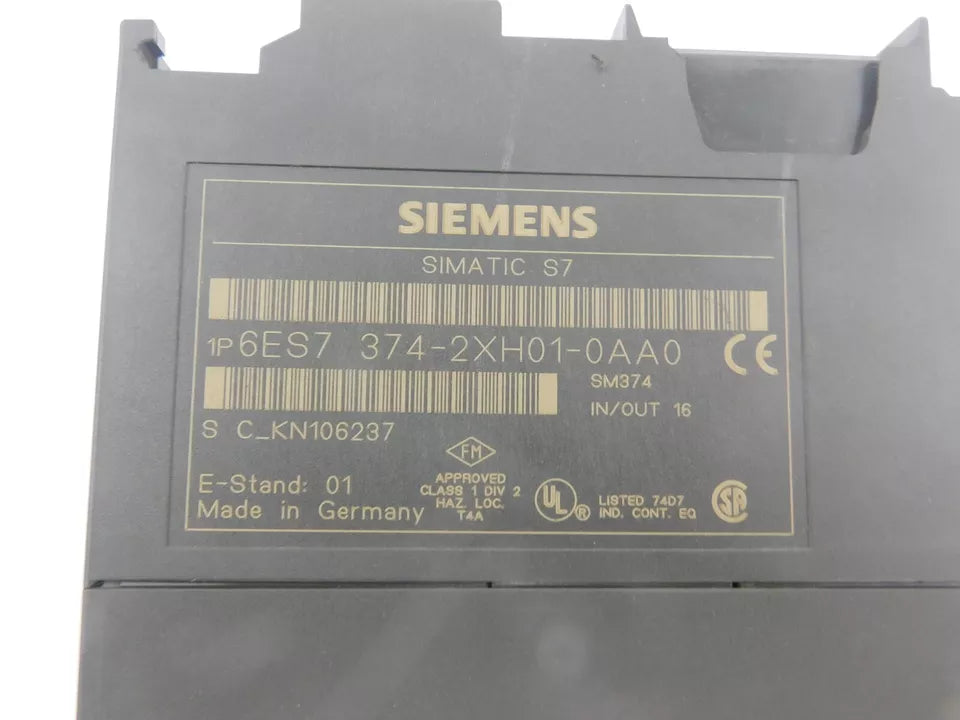 SIEMENS
SIMATIC S7
1P 6ES7 374-2XH01-0AA0
CE
SM374
IN/OUT 16
S C_KN106237
FM
APPROVED
CLASS 1 DIV 2
HAZ. LOC.
T4A
E-Stand: 01
Made in Germany
UL ®
LISTED 74D7
IND. CONT. EQ
SA